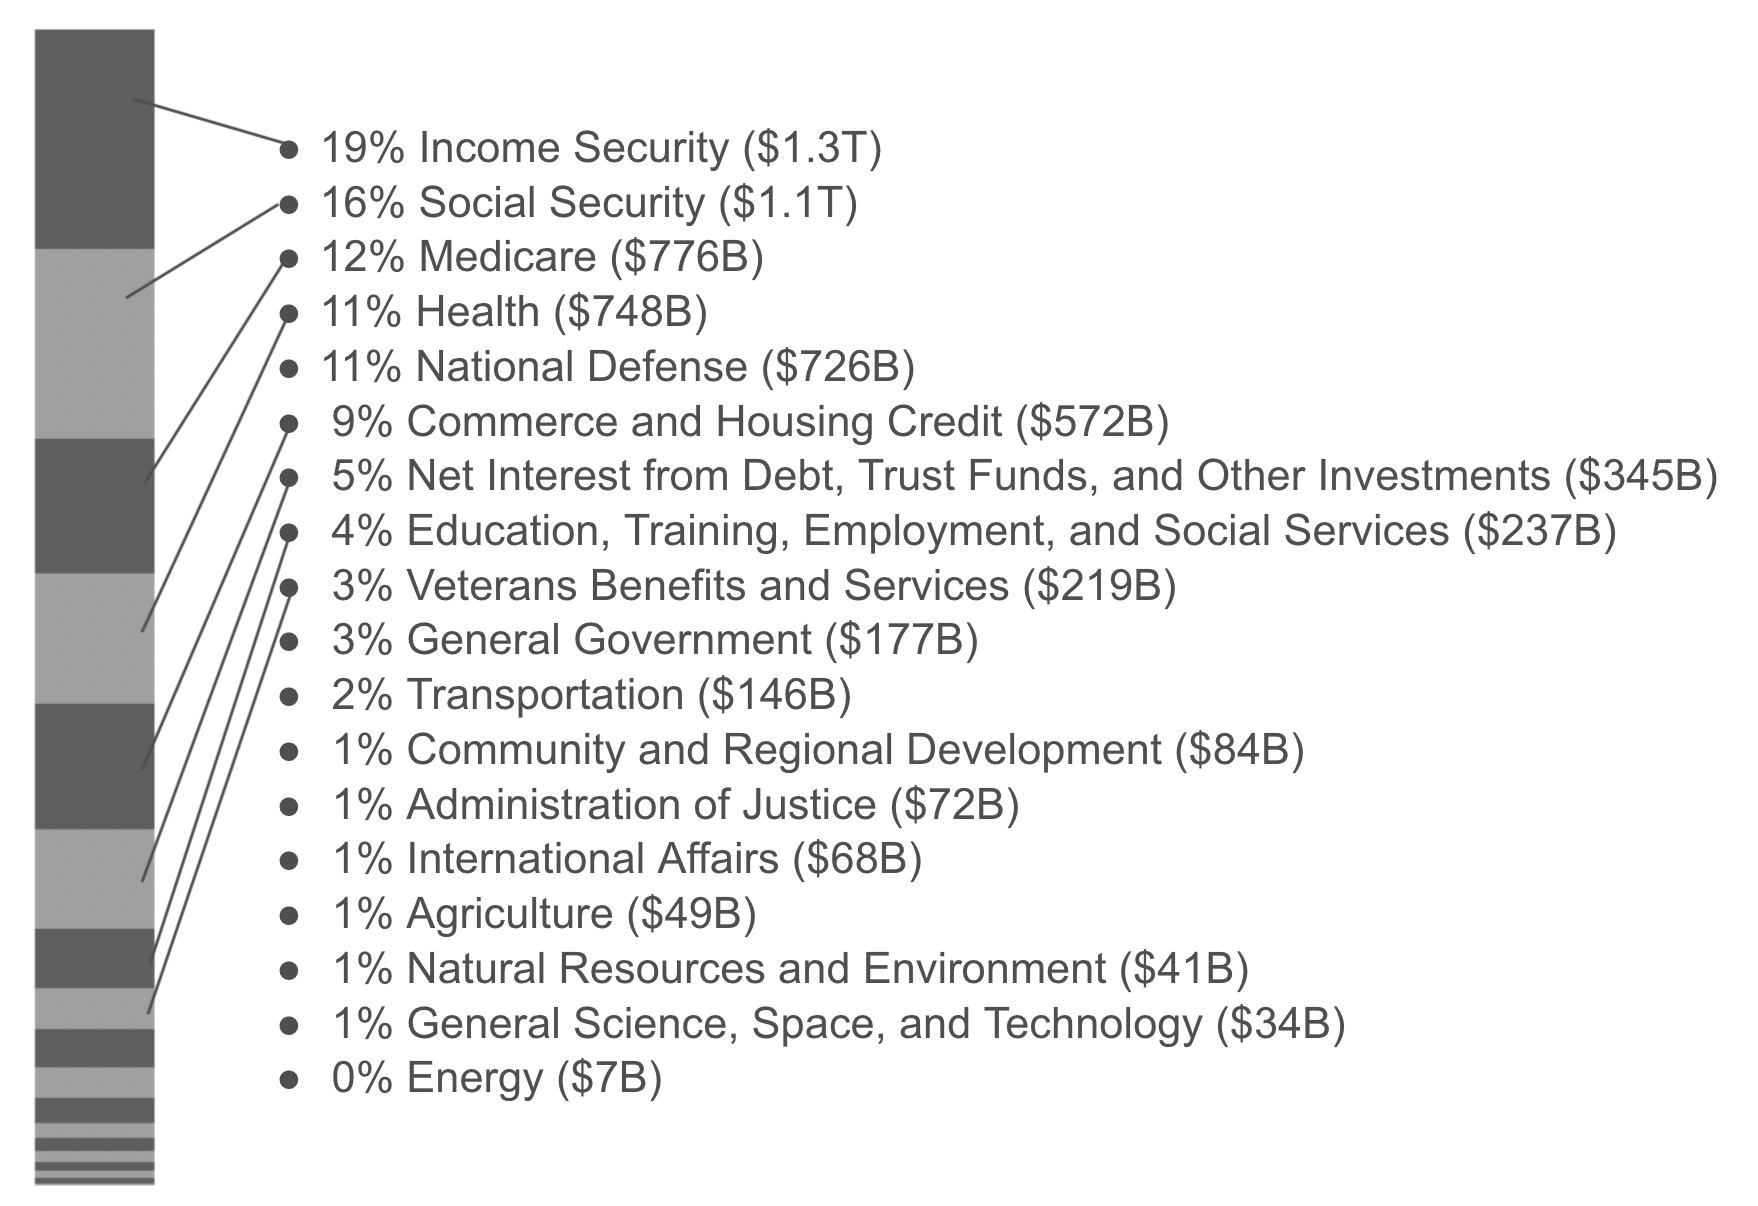 ● 19% Income Security ($1.3T)
● 16% Social Security ($1.1T)
● 12% Medicare ($776B)
● 11% Health ($748B)
● 11% National Defense ($726B)
● 9% Commerce and Housing Credit ($572B)
● 5% Net Interest from Debt, Trust Funds, and Other Investments ($345B)
● 4% Education, Training, Employment, and Social Services ($237B)
● 3% Veterans Benefits and Services ($219B)
● 3% General Government ($177B)
● 2% Transportation ($146B)
● 1% Community and Regional Development ($84B)
● 1% Administration of Justice ($72B)
● 1% International Affairs ($68B)
● 1% Agriculture ($49B)
● 1% Natural Resources and Environment ($41B)
● 1% General Science, Space, and Technology ($34B)
● 0% Energy ($7B)